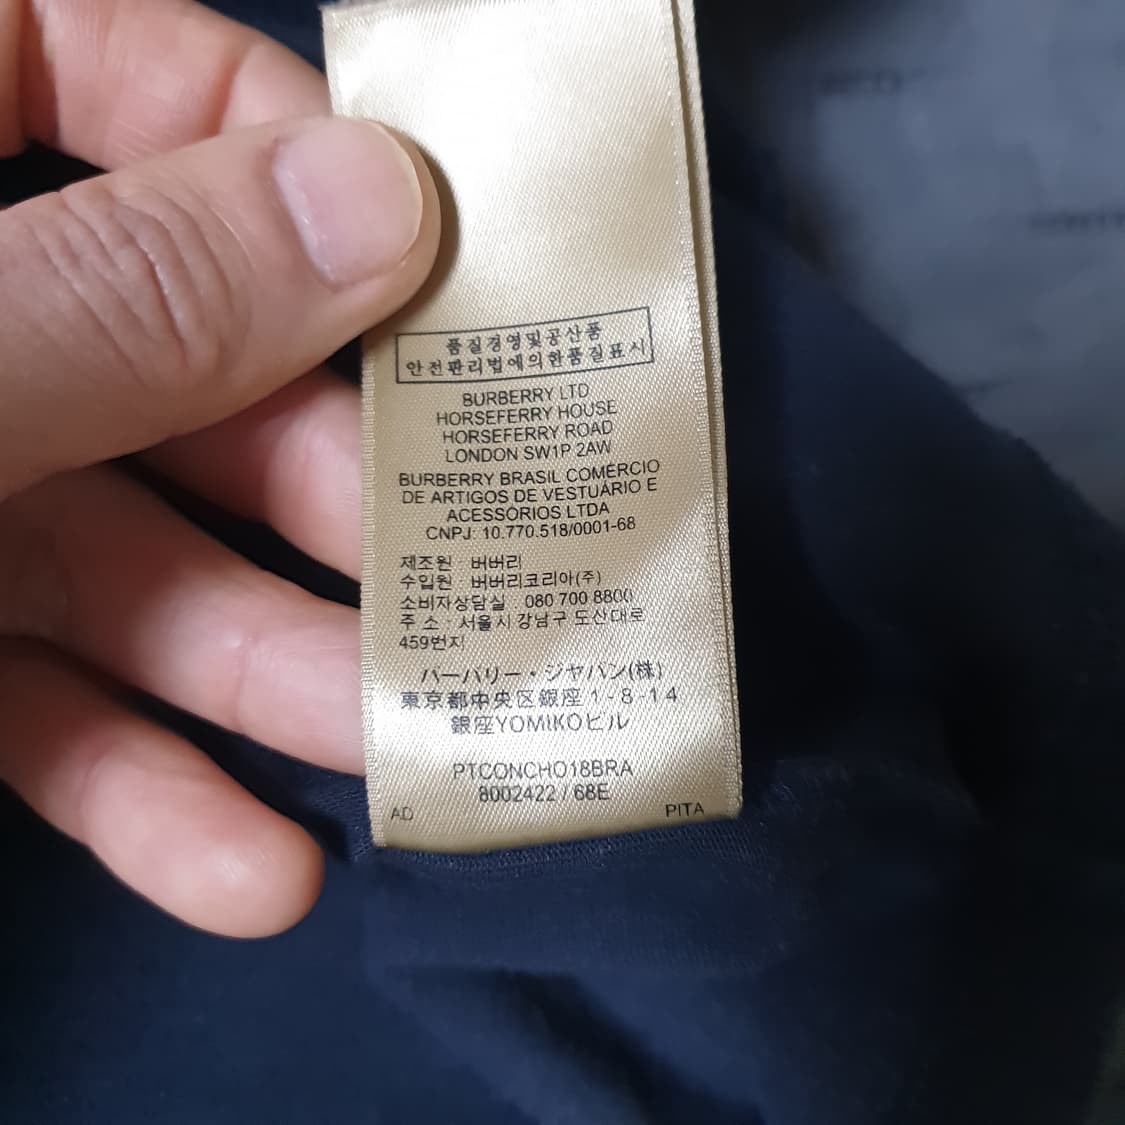 품질경영및공산품
안전관리법에의한품질표시
BURBERRY LTD
HORSEFERRY HOUSE
HORSEFERRY ROAD
LONDON SW1P 2AW
BURBERRY BRASIL COMÉRCIO
DE ARTIGOS DE VESTUÁRIO E
ACESSÓRIOS LTDA
CNPJ: 10.770.518/0001-68
제조원 버버리
수입원 버버리코리아(주)
소비자상담실 : 080 700 8800
주 소 : 서울시 강남구 도산대로
459번지
バーバリー・ジャパン(株)
東京都中央区銀座 1-8-14
銀座YOMIKOビル
PTCONCHO18BRA
8002422 / 68E
AD PITA